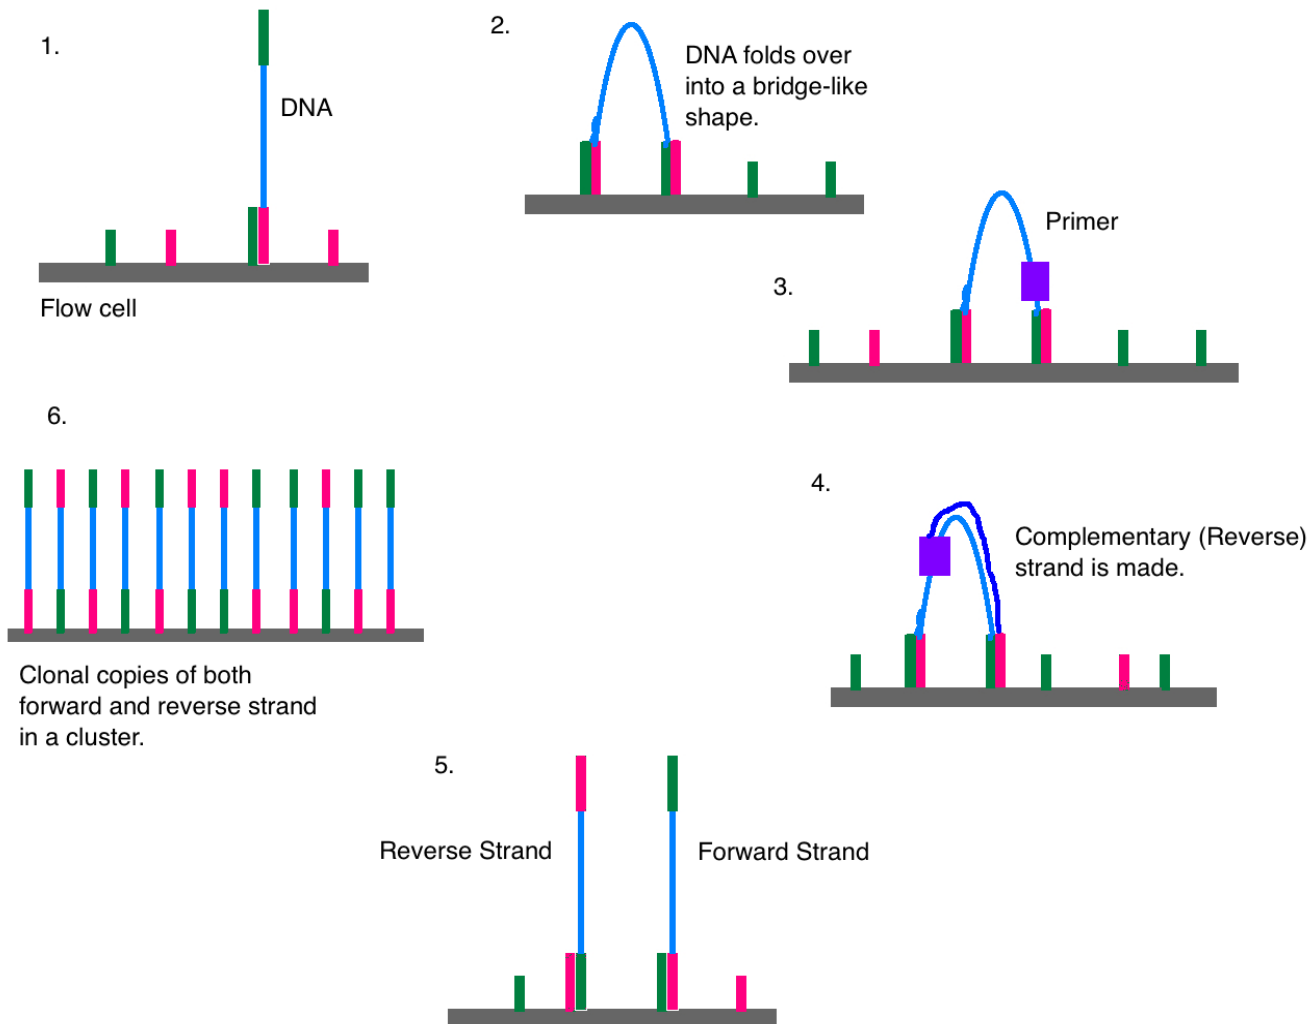 1.
DNA
Flow cell
2.
DNA folds over
into a bridge-like
shape.
3.
Primer
4.
Complementary (Reverse)
strand is made.
5.
Reverse Strand
Forward Strand
6.
Clonal copies of both
forward and reverse strand
in a cluster.